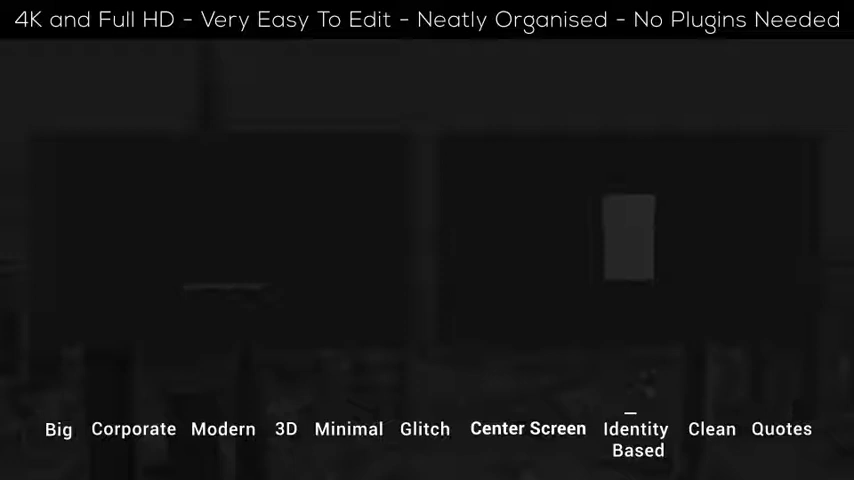 4K and Full HD - Very Easy To Edit - Neatly Organised - No Plugins Needed
Big Corporate Modern 3D Minimal Glitch Center Screen Identity Based Clean Quotes